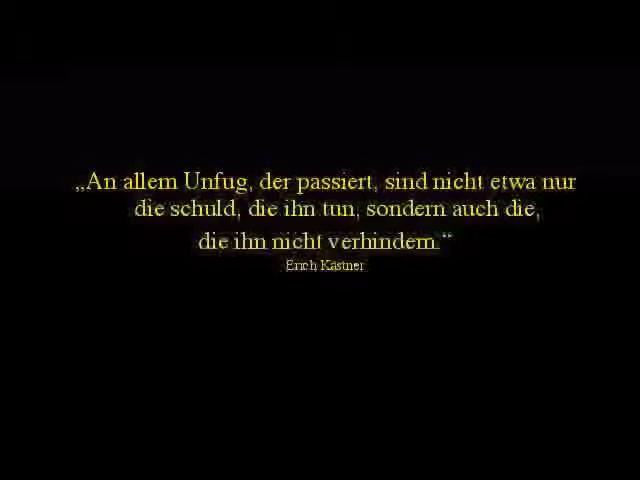 „An allem Unfug, der passiert, sind nicht etwa nur
die schuld, die ihn tun, sondern auch die,
die ihn nicht verhindern.“
Erich Kästner